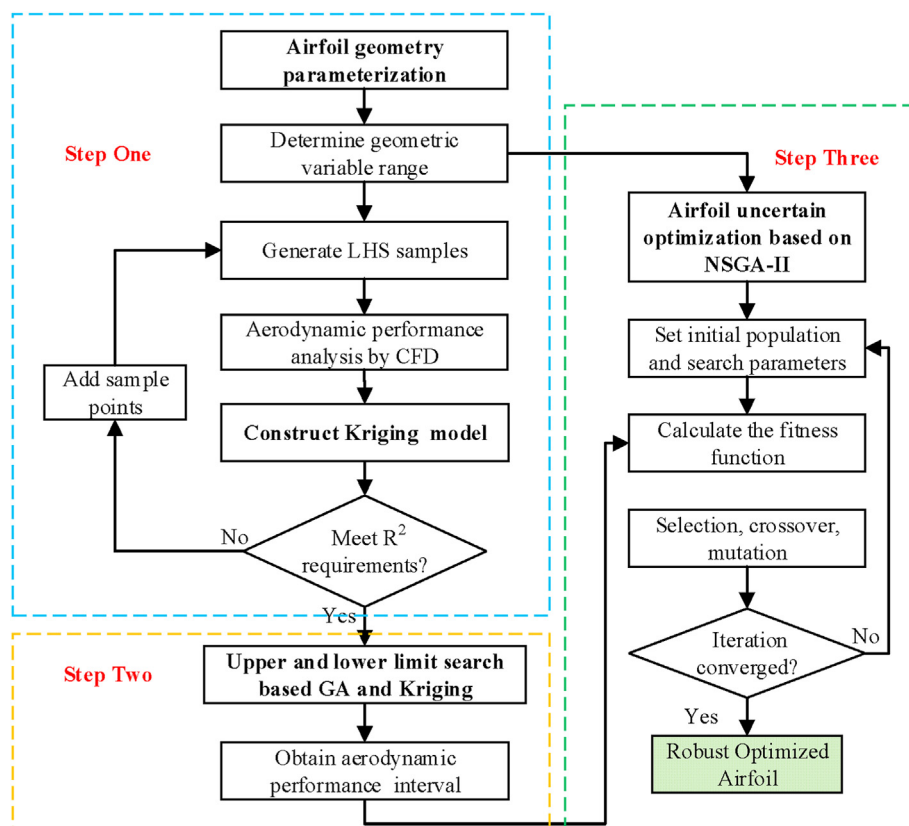 Step One
Airfoil geometry
parameterization
Determine geometric
variable range
Generate LHS samples
Aerodynamic performance
analysis by CFD
Add sample
points
Construct Kriging model
No
Meet R²
requirements?
Yes
Step Two
Upper and lower limit search
based GA and Kriging
Obtain aerodynamic
performance interval
Step Three
Airfoil uncertain
optimization based on
NSGA-II
Set initial population
and search parameters
Calculate the fitness
function
Selection, crossover,
mutation
Iteration
converged?
No
Yes
Robust Optimized
Airfoil